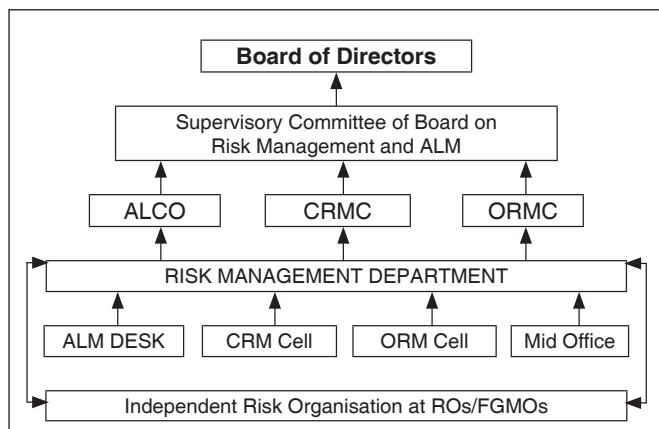 Board of Directors
Supervisory Committee of Board on
Risk Management and ALM
ALCO
CRMC
ORMC
RISK MANAGEMENT DEPARTMENT
ALM DESK
CRM Cell
ORM Cell
Mid Office
Independent Risk Organisation at ROs/FGMOs